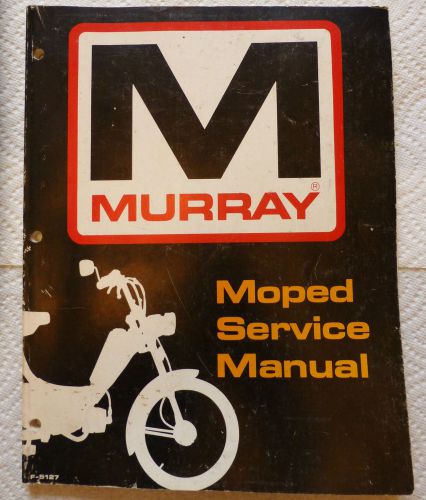 M
MURRAY®
Moped
Service
Manual
F-5127